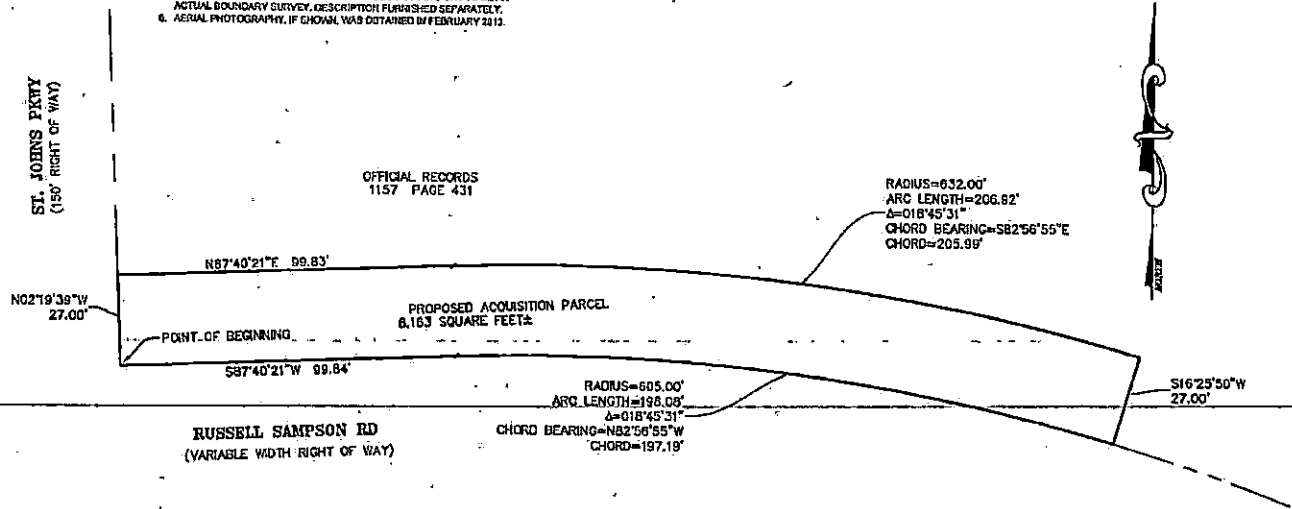 ACTUAL BOUNDARY SURVEY. DESCRIPTION FURNISHED SEPARATELY.
6. AERIAL PHOTOGRAPHY, IF SHOWN, WAS OBTAINED IN FEBRUARY 2013.
ST. JOHNS PKWY
(150' RIGHT OF WAY)
OFFICIAL RECORDS
1157 PAGE 431
RADIUS=632.00'
ARC LENGTH=206.92'
Δ=018°45'31"
CHORD BEARING=S82°56'55"E
CHORD=205.99'
N87°40'21"E 99.83'
N02°19'39"W
27.00'
PROPOSED ACQUISITION PARCEL
8,163 SQUARE FEET±
POINT OF BEGINNING
S87°40'21"W 99.84'
RADIUS=605.00'
ARC LENGTH=198.08'
Δ=018°45'31"
CHORD BEARING=N82°56'55"W
CHORD=197.19'
S16°25'50"W
27.00'
RUSSELL SAMPSON RD
(VARIABLE WIDTH RIGHT OF WAY)
NORTH